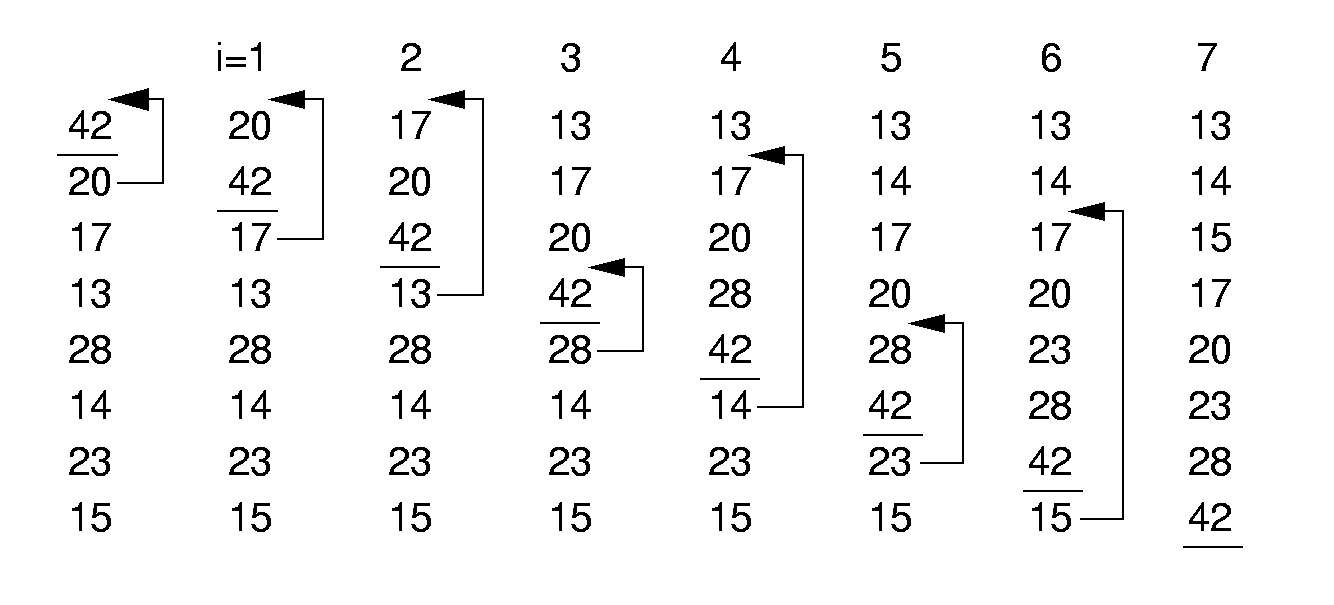 i=1 2 3 4 5 6 7
42 20 17 13 13 13 13 13
20 42 20 17 17 14 14 14
17 17 42 20 20 17 17 15
13 13 13 42 28 20 20 17
28 28 28 28 42 28 23 20
14 14 14 14 14 42 28 23
23 23 23 23 23 23 42 28
15 15 15 15 15 15 15 42